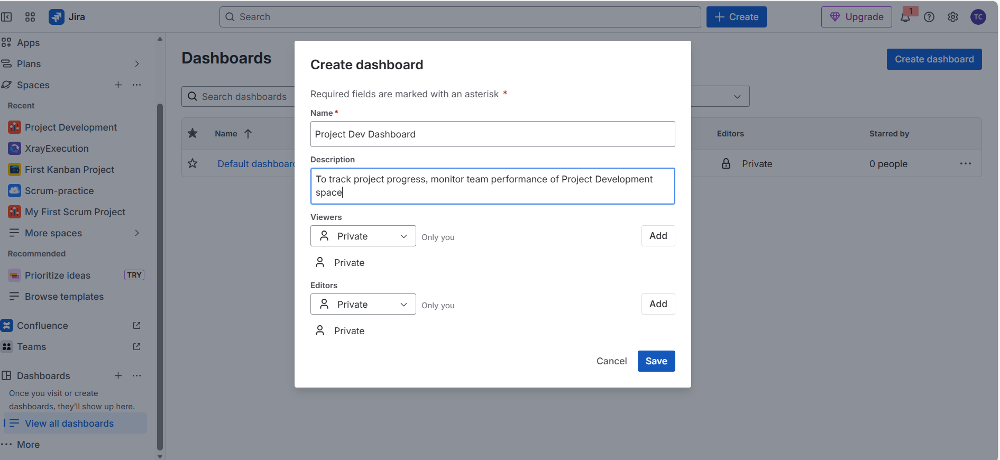 Jira
Search
Create
Upgrade
1
TC
Apps
Plans
Spaces
Recent
Project Development
XrayExecution
First Kanban Project
Scrum-practice
My First Scrum Project
More spaces
Recommended
Prioritize ideas
TRY
Browse templates
Confluence
Teams
Dashboards
Once you visit or create
dashboards, they'll show up here.
View all dashboards
More
Dashboards
Create dashboard
Search dashboards
Name
Editors
Starred by
Default dashboard
Private
0 people
Create dashboard
Required fields are marked with an asterisk *
Name *
Project Dev Dashboard
Description
To track project progress, monitor team performance of Project Development
space
Viewers
Private
Only you
Add
Private
Editors
Private
Only you
Add
Private
Cancel
Save